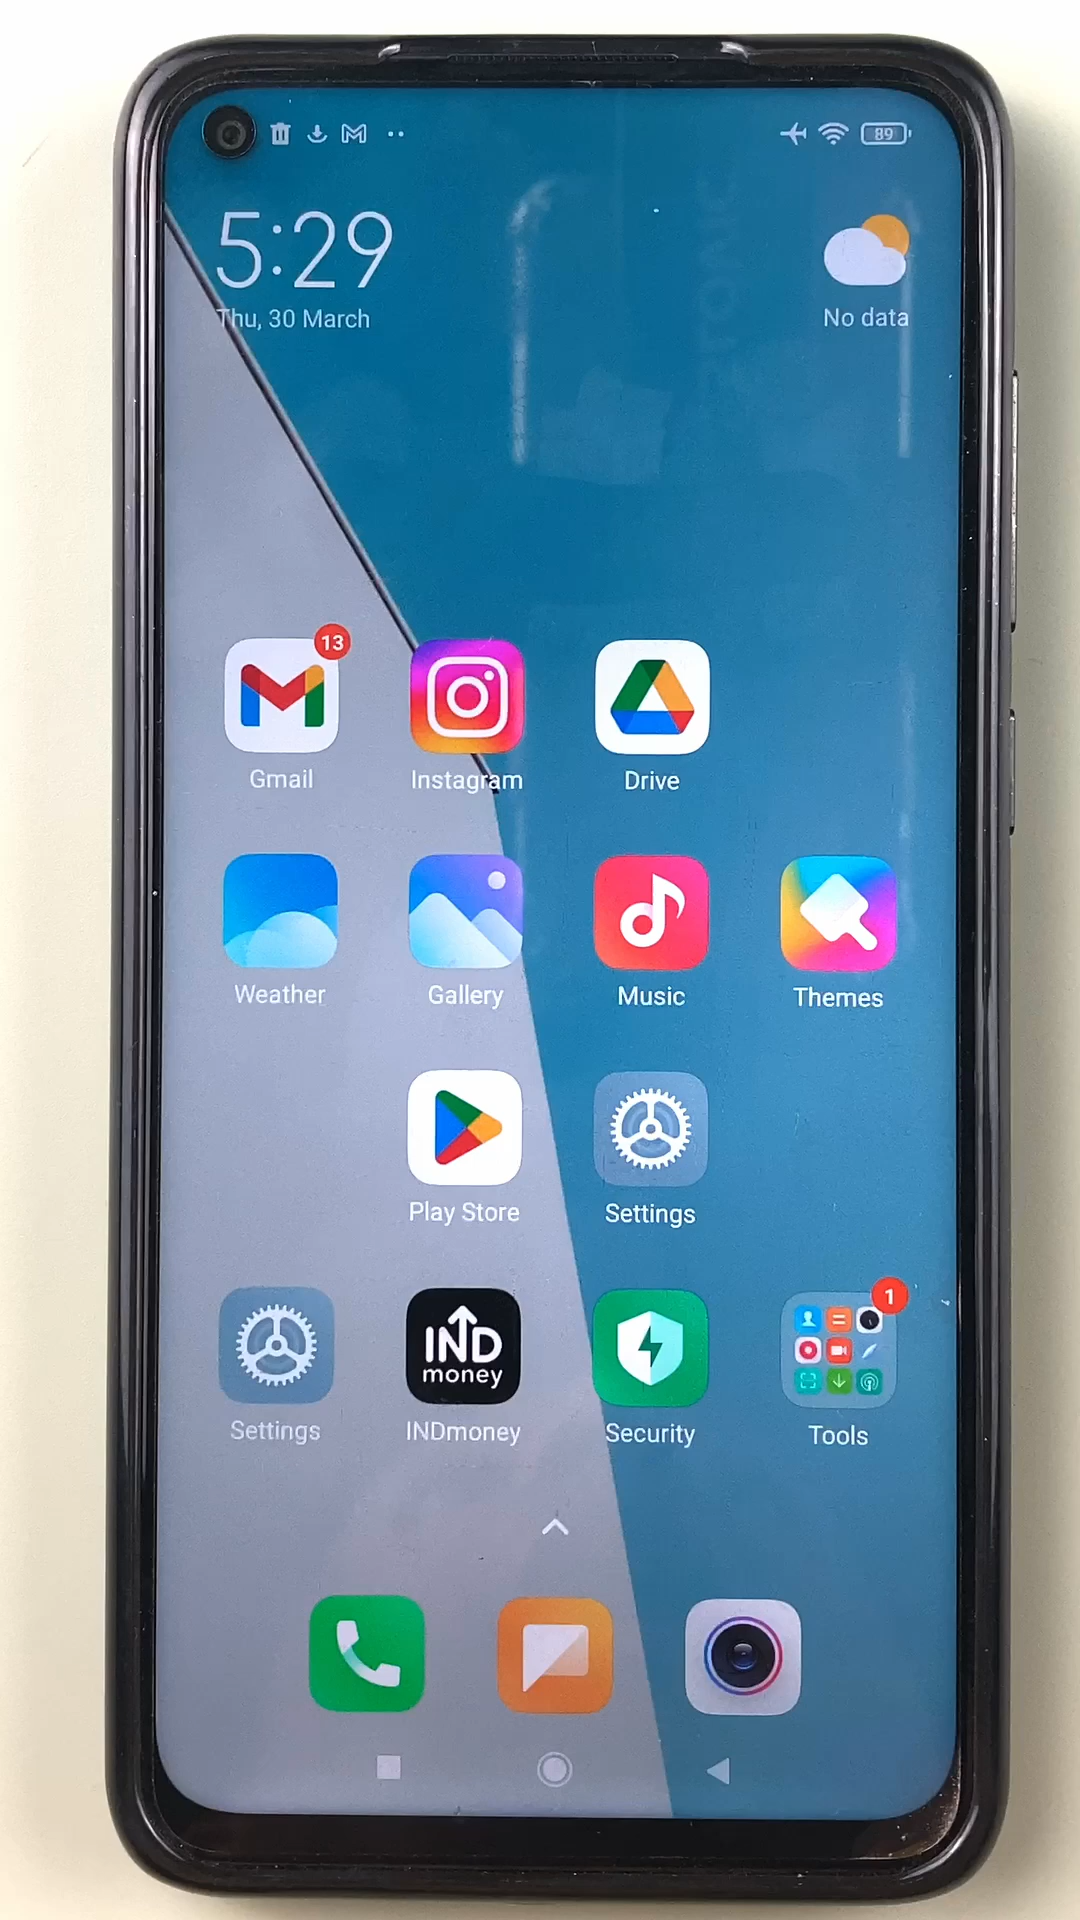 89
5:29
Thu, 30 March
No data
13
Gmail
Instagram
Drive
Weather
Gallery
Music
Themes
Play Store
Settings
1
IND
money
Settings
INDmoney
Security
Tools